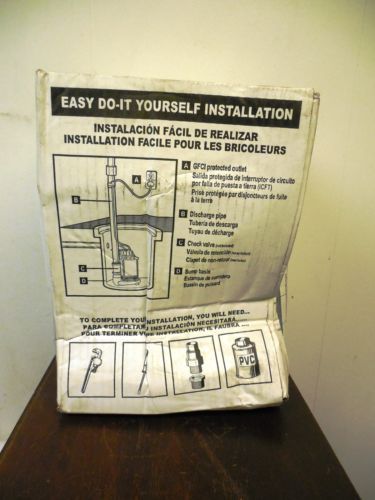 EASY DO-IT YOURSELF INSTALLATION
INSTALACIÓN FÁCIL DE REALIZAR
INSTALLATION FACILE POUR LES BRICOLEURS
A GFCI protected outlet
Salida protegida de interruptor de circuito
por falla de puesta a tierra (ICFT)
Prise protégée par disjoncteurs de fuite
à la terre
B Discharge pipe
Tubería de descarga
Tuyau de décharge
C Check valve
Válvula de retención
Clapet de non-retour
D Sump basin
Estanque de sumidero
Bassin de puisard
A
B
C
D
TO COMPLETE YOUR INSTALLATION, YOU WILL NEED...
PARA COMPLETAR SU INSTALACIÓN NECESITARÁ...
POUR TERMINER VOTRE INSTALLATION, IL FAUDRA...
PVC